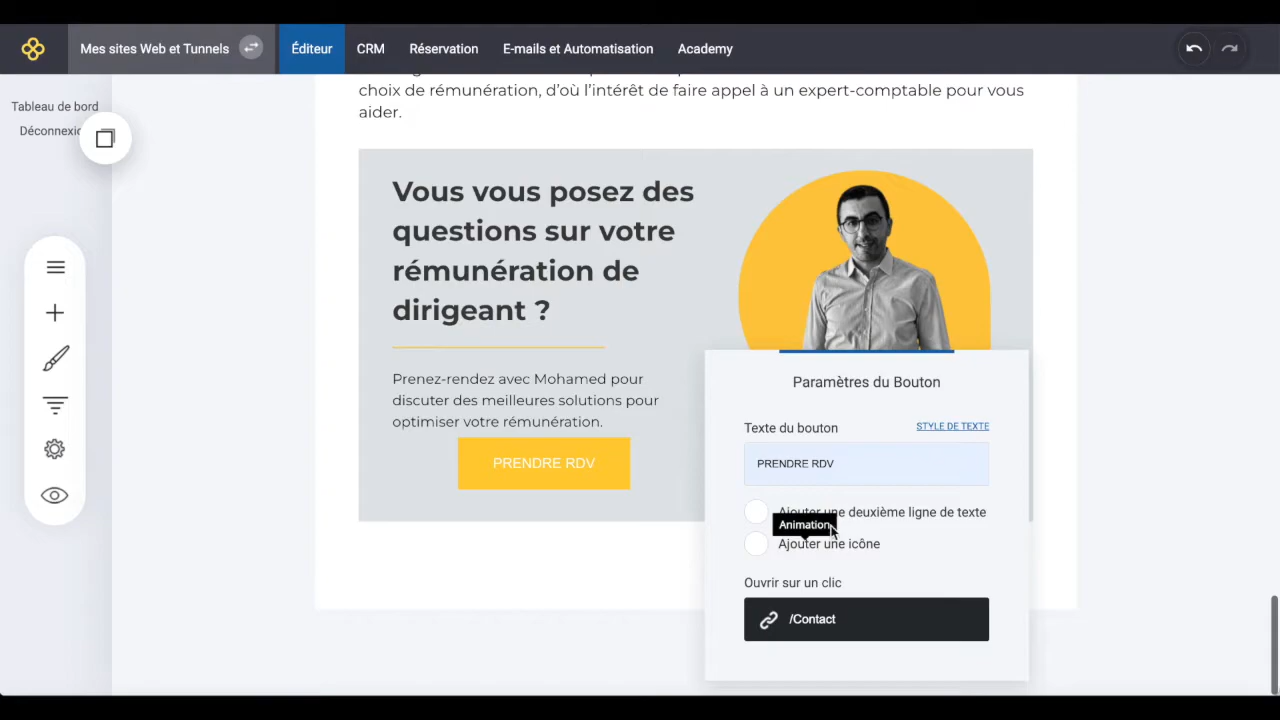 Mes sites Web et Tunnels
Éditeur
CRM
Réservation
E-mails et Automatisation
Academy
Tableau de bord
Déconnexio
choix de rémunération, d'où l'intérêt de faire appel à un expert-comptable pour vous
aider.
Vous vous posez des
questions sur votre
rémunération de
dirigeant ?
Prenez-rendez avec Mohamed pour
discuter des meilleures solutions pour
optimiser votre rémunération.
PRENDRE RDV
Paramètres du Bouton
Texte du bouton
STYLE DE TEXTE
PRENDRE RDV
Ajouter une deuxième ligne de texte
Animation
Ajouter une icône
Ouvrir sur un clic
/Contact